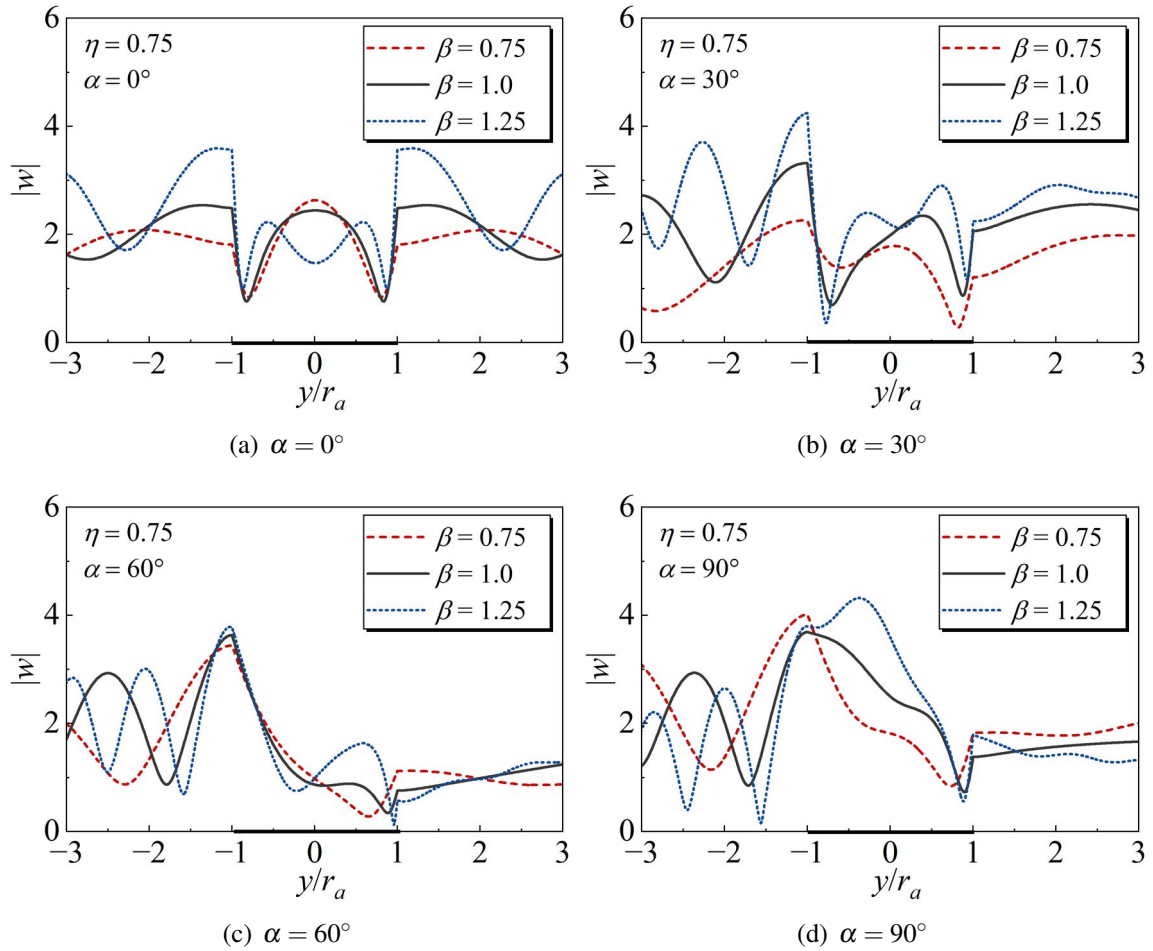 η = 0.75
α = 0°
β = 0.75
β = 1.0
β = 1.25
6
4
2
0
|w|
−3 −2 −1 0 1 2 3
y/rₐ
(a) α = 0°
η = 0.75
α = 30°
β = 0.75
β = 1.0
β = 1.25
6
4
2
0
|w|
−3 −2 −1 0 1 2 3
y/rₐ
(b) α = 30°
η = 0.75
α = 60°
β = 0.75
β = 1.0
β = 1.25
6
4
2
0
|w|
−3 −2 −1 0 1 2 3
y/rₐ
(c) α = 60°
η = 0.75
α = 90°
β = 0.75
β = 1.0
β = 1.25
6
4
2
0
|w|
−3 −2 −1 0 1 2 3
y/rₐ
(d) α = 90°